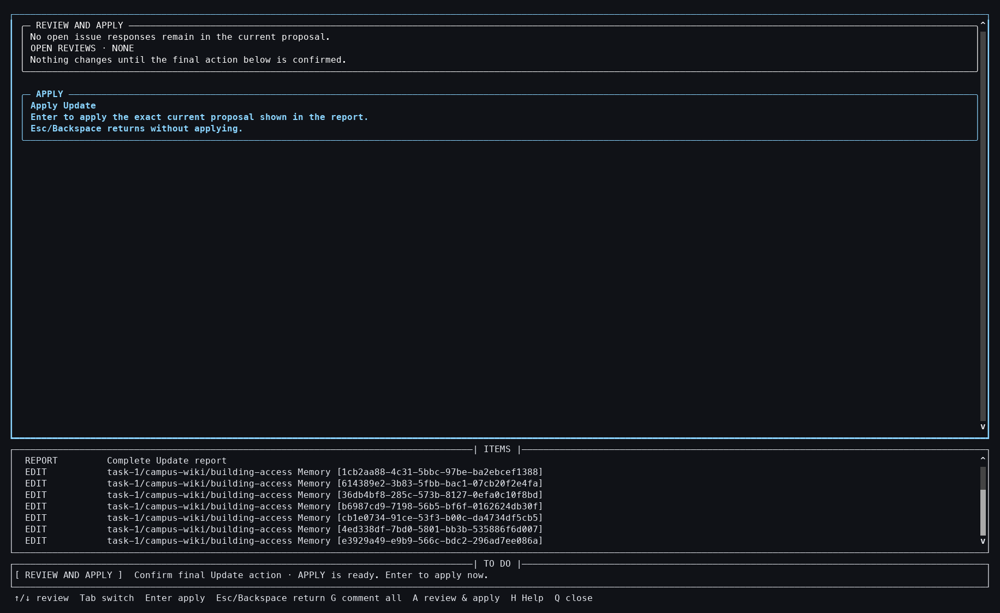 REVIEW AND APPLY
^
No open issue responses remain in the current proposal.
OPEN REVIEWS · NONE
Nothing changes until the final action below is confirmed.
APPLY
Apply Update
Enter to apply the exact current proposal shown in the report.
Esc/Backspace returns without applying.
v
| ITEMS |
REPORT Complete Update report
^
EDIT task-1/campus-wiki/building-access Memory [1cb2aa88-4c31-5bbc-97be-ba2ebcef1388]
EDIT task-1/campus-wiki/building-access Memory [614389e2-3b83-5fbb-bac1-07cb20f2e4fa]
EDIT task-1/campus-wiki/building-access Memory [36db4bf8-285c-573b-8127-0efa0c10f8bd]
EDIT task-1/campus-wiki/building-access Memory [b6987cd9-7198-56b5-bf6f-0162624db30f]
EDIT task-1/campus-wiki/building-access Memory [cb1e0734-91ce-53f3-b00c-da4734df5cb5]
EDIT task-1/campus-wiki/building-access Memory [4ed338df-7bd0-5801-bb3b-535886f6d007]
EDIT task-1/campus-wiki/building-access Memory [e3929a49-e9b9-566c-bdc2-296ad7ee086a]
v
| TO DO |
[ REVIEW AND APPLY ] Confirm final Update action · APPLY is ready. Enter to apply now.
↑/↓ review Tab switch Enter apply Esc/Backspace return G comment all A review & apply H Help Q close